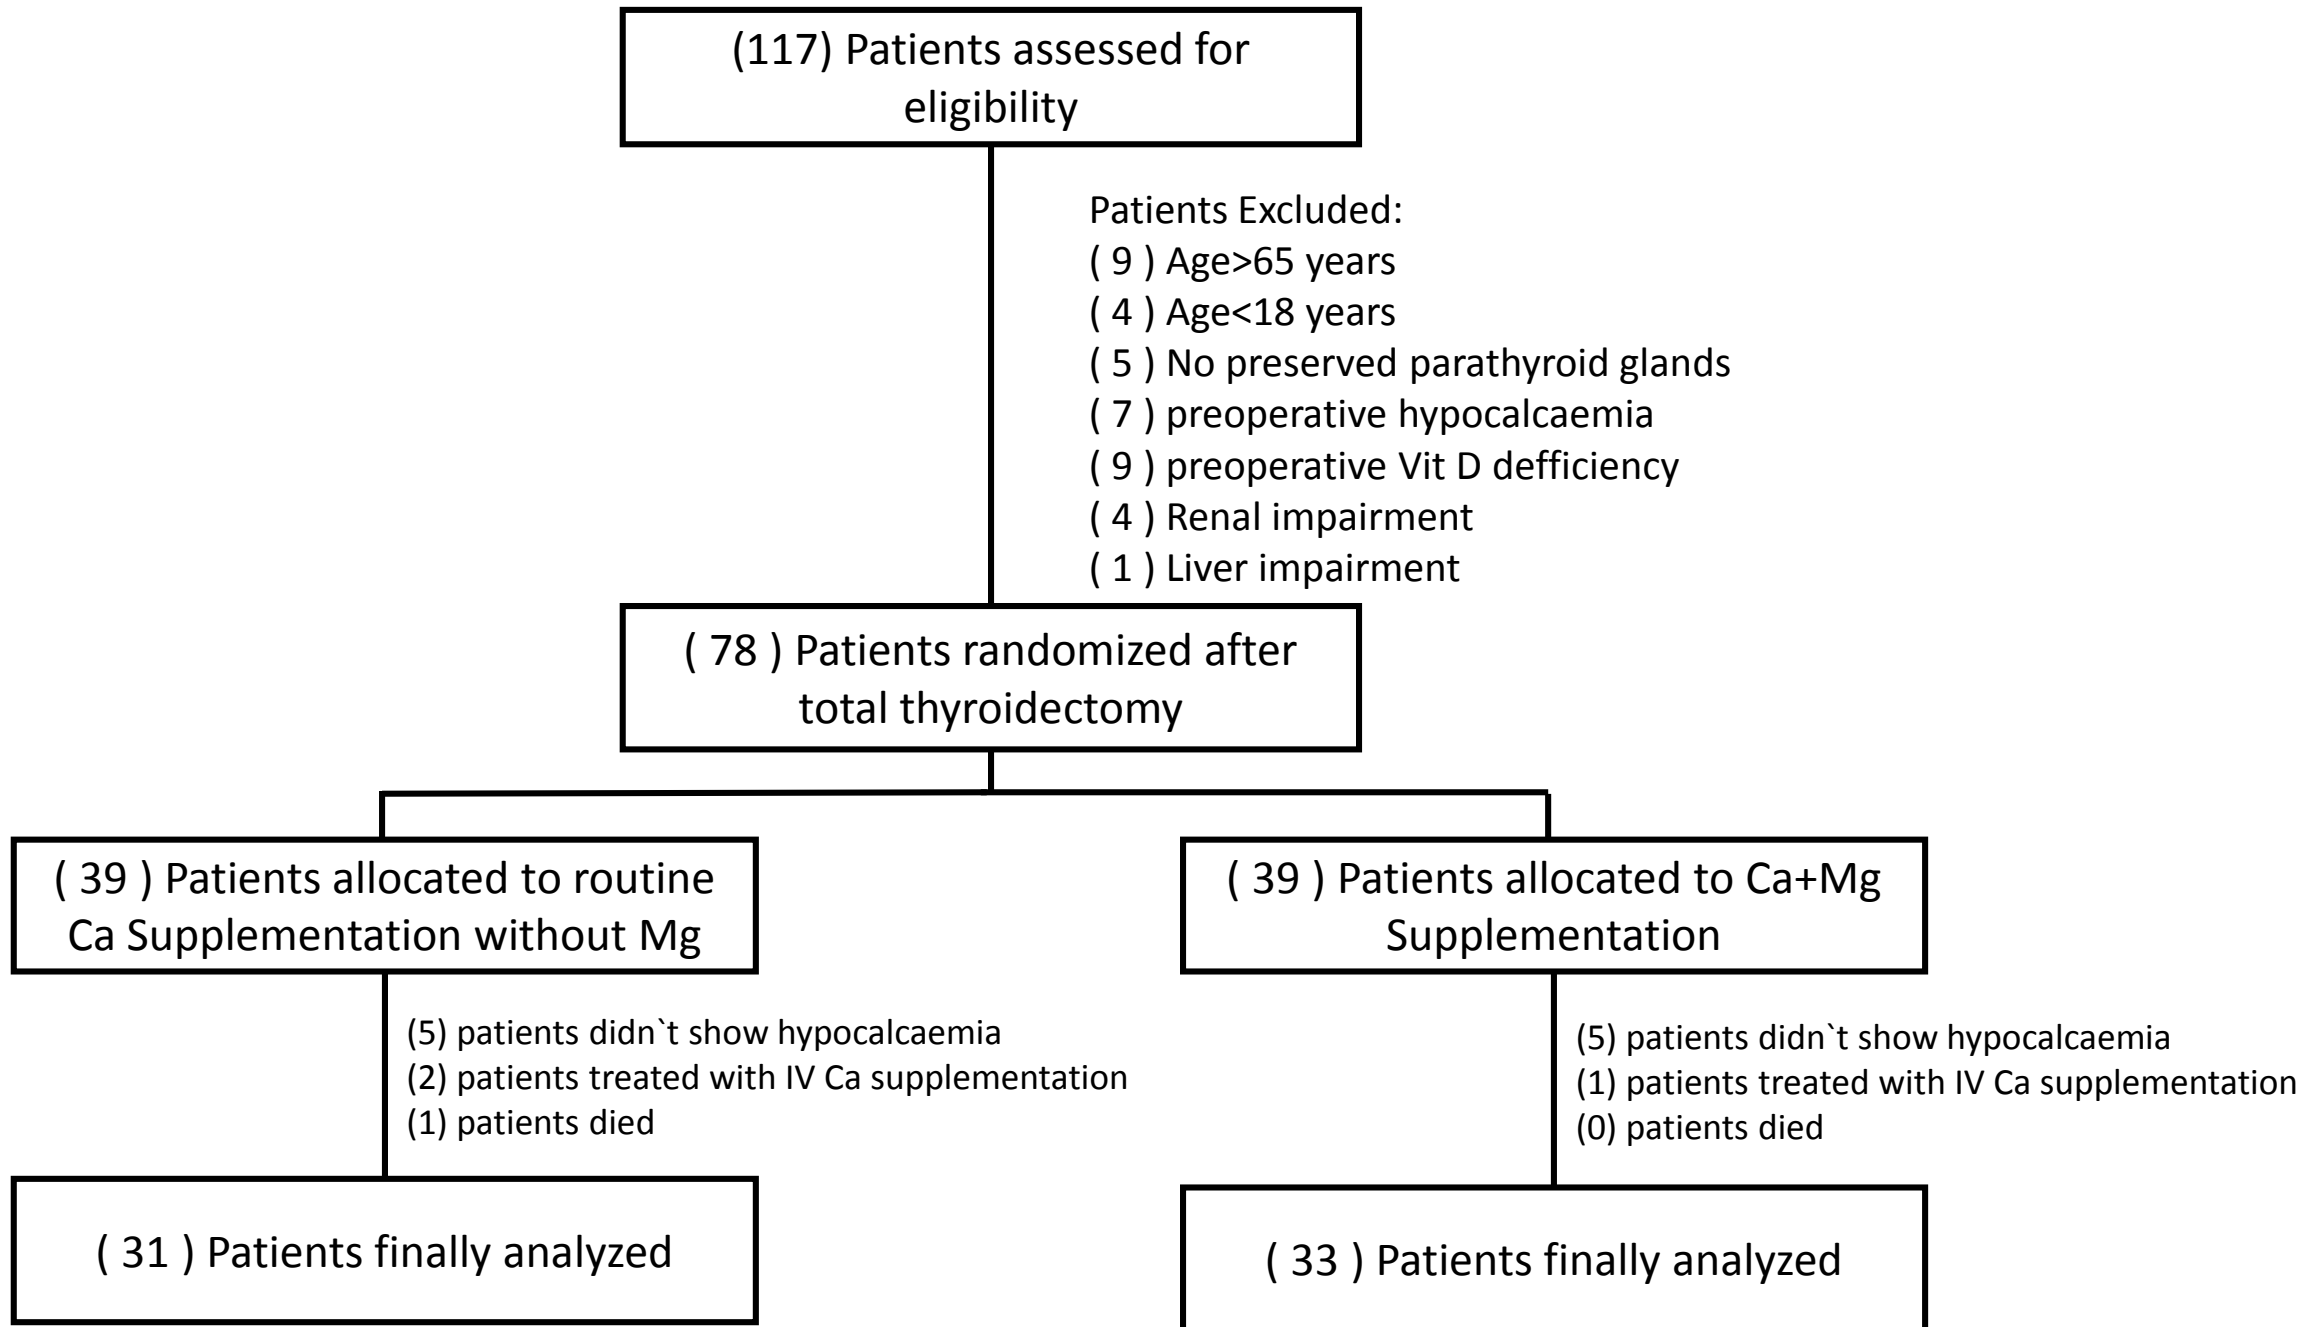 (117) Patients assessed for
eligibility
Patients Excluded:
( 9 ) Age>65 years
( 4 ) Age<18 years
( 5 ) No preserved parathyroid glands
( 7 ) preoperative hypocalcaemia
( 9 ) preoperative Vit D defficiency
( 4 ) Renal impairment
( 1 ) Liver impairment
( 78 ) Patients randomized after
total thyroidectomy
( 39 ) Patients allocated to routine
Ca Supplementation without Mg
( 39 ) Patients allocated to Ca+Mg
Supplementation
(5) patients didn`t show hypocalcaemia
(2) patients treated with IV Ca supplementation
(1) patients died
(5) patients didn`t show hypocalcaemia
(1) patients treated with IV Ca supplementation
(0) patients died
( 31 ) Patients finally analyzed
( 33 ) Patients finally analyzed